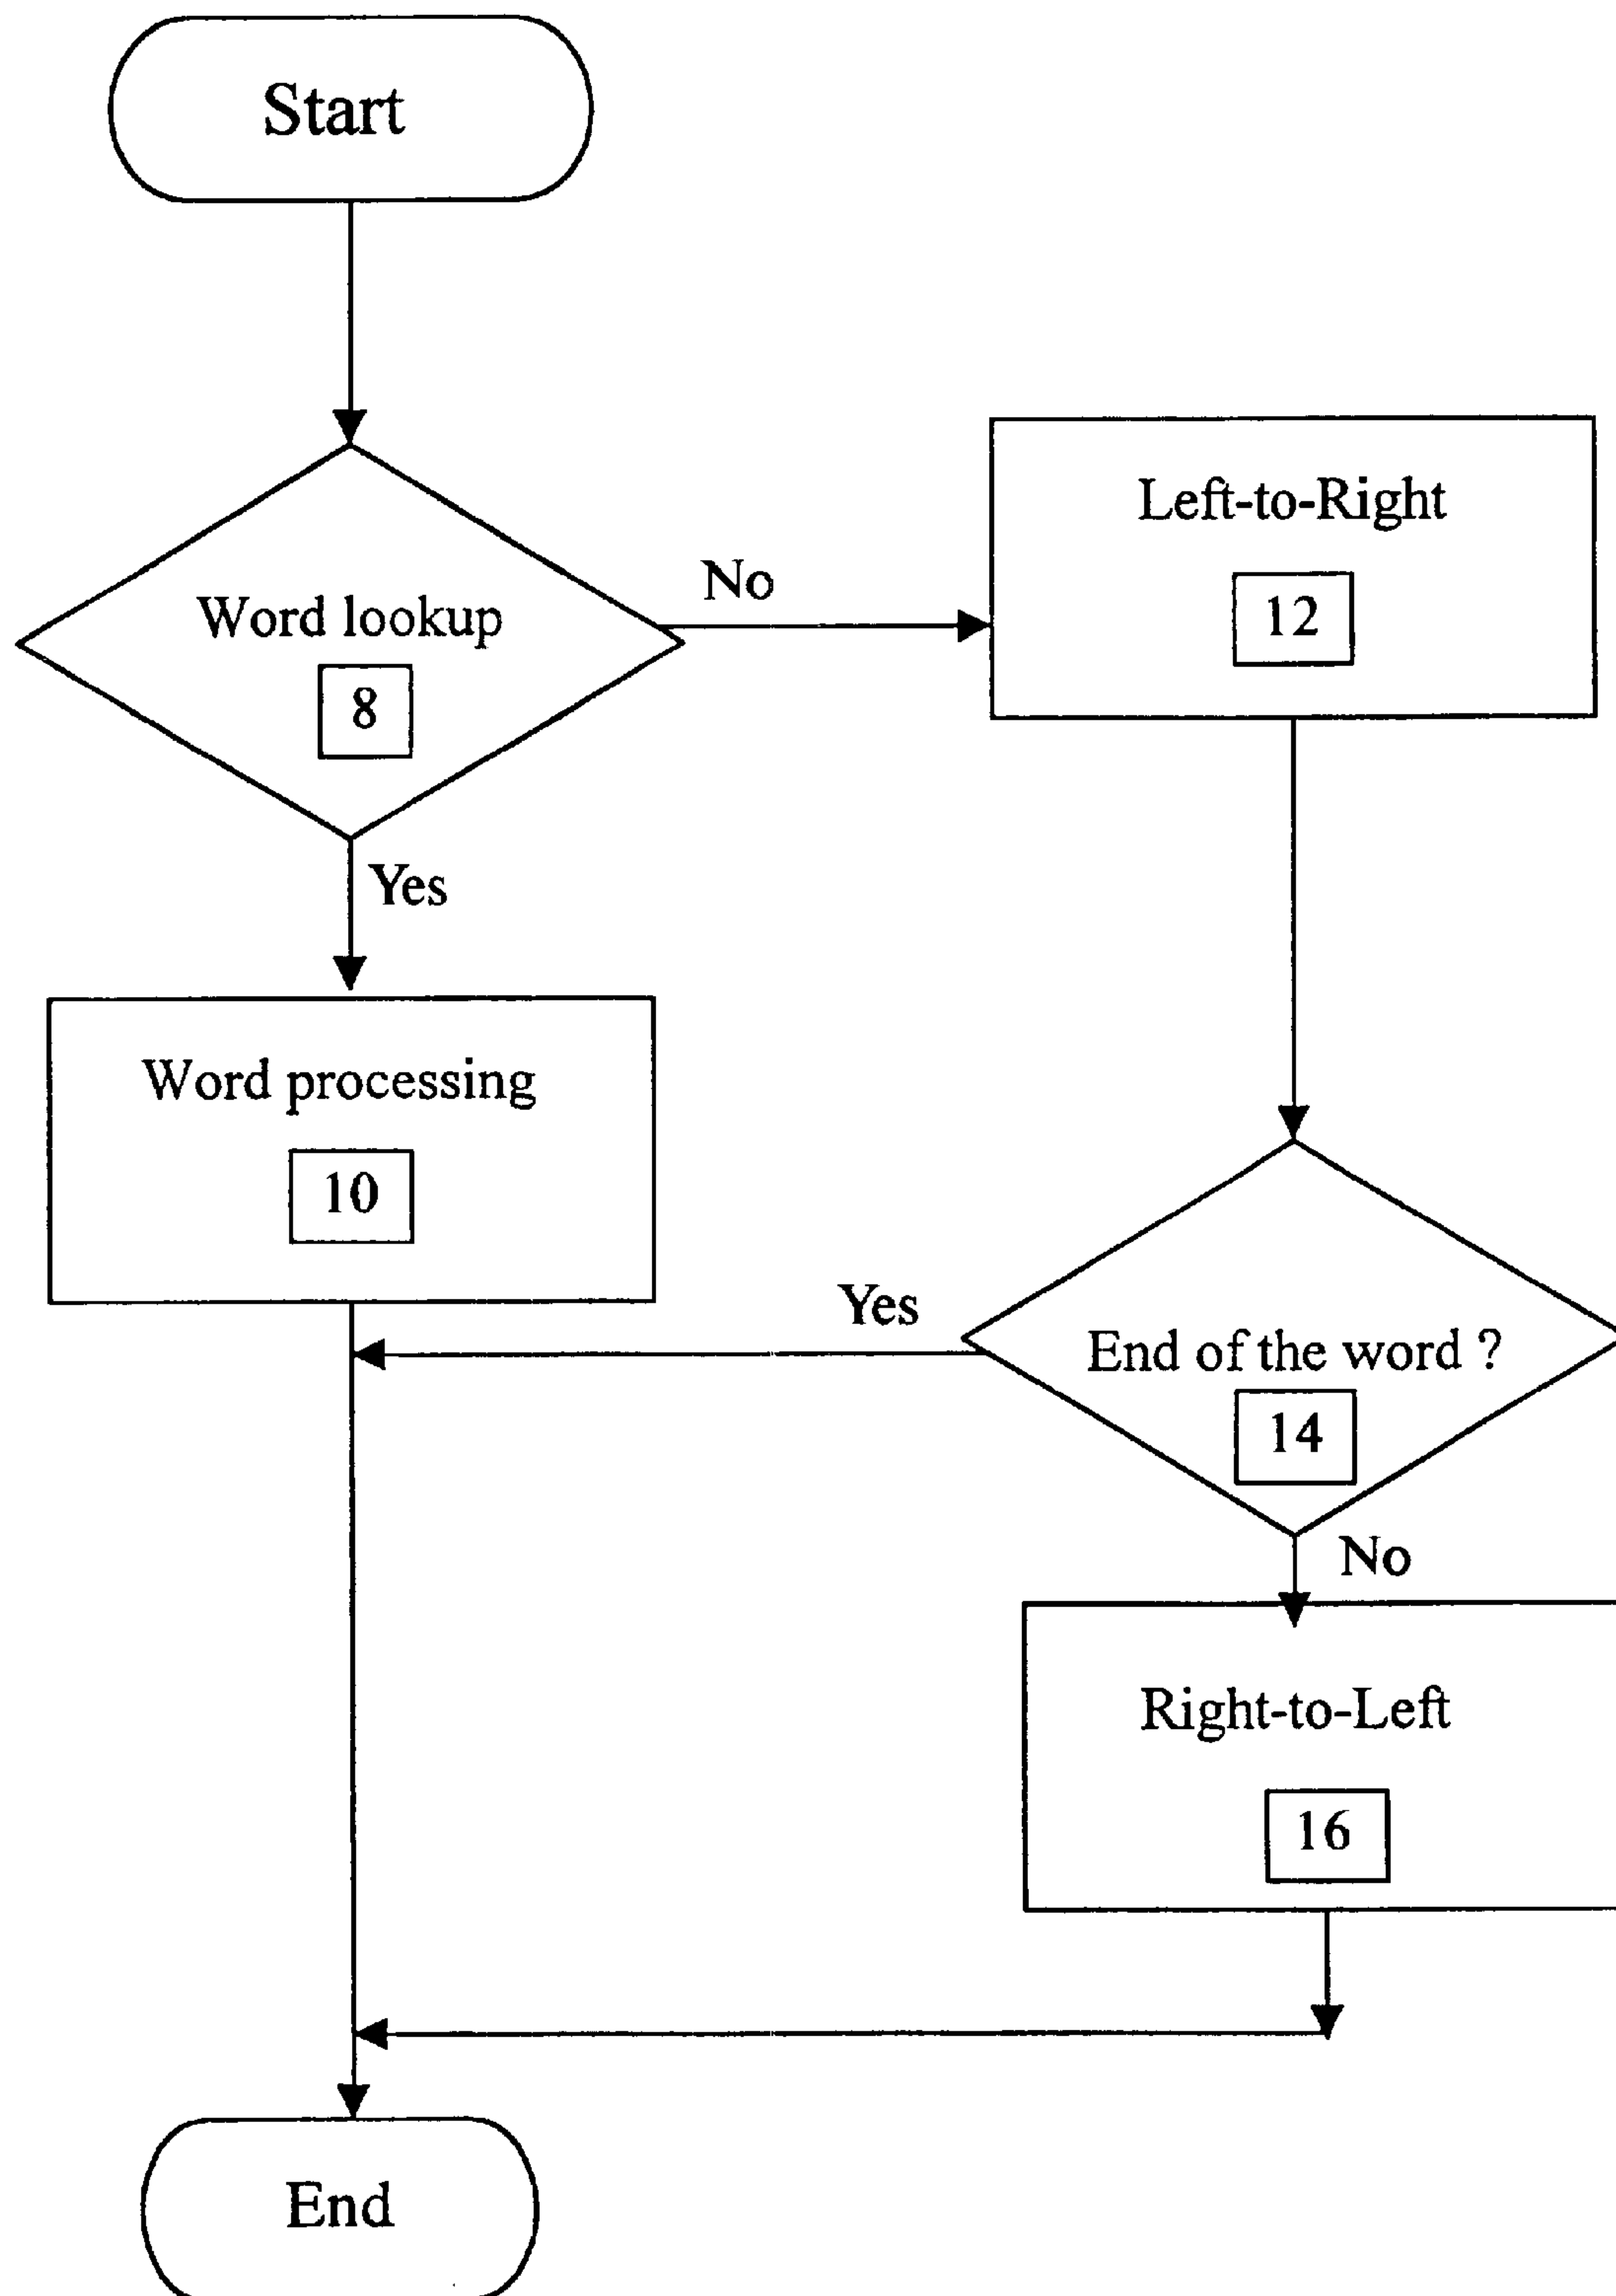 Start
Word lookup
8
No
Left-to-Right
12
Yes
Word processing
10
Yes
End of the word ?
14
No
Right-to-Left
16
End